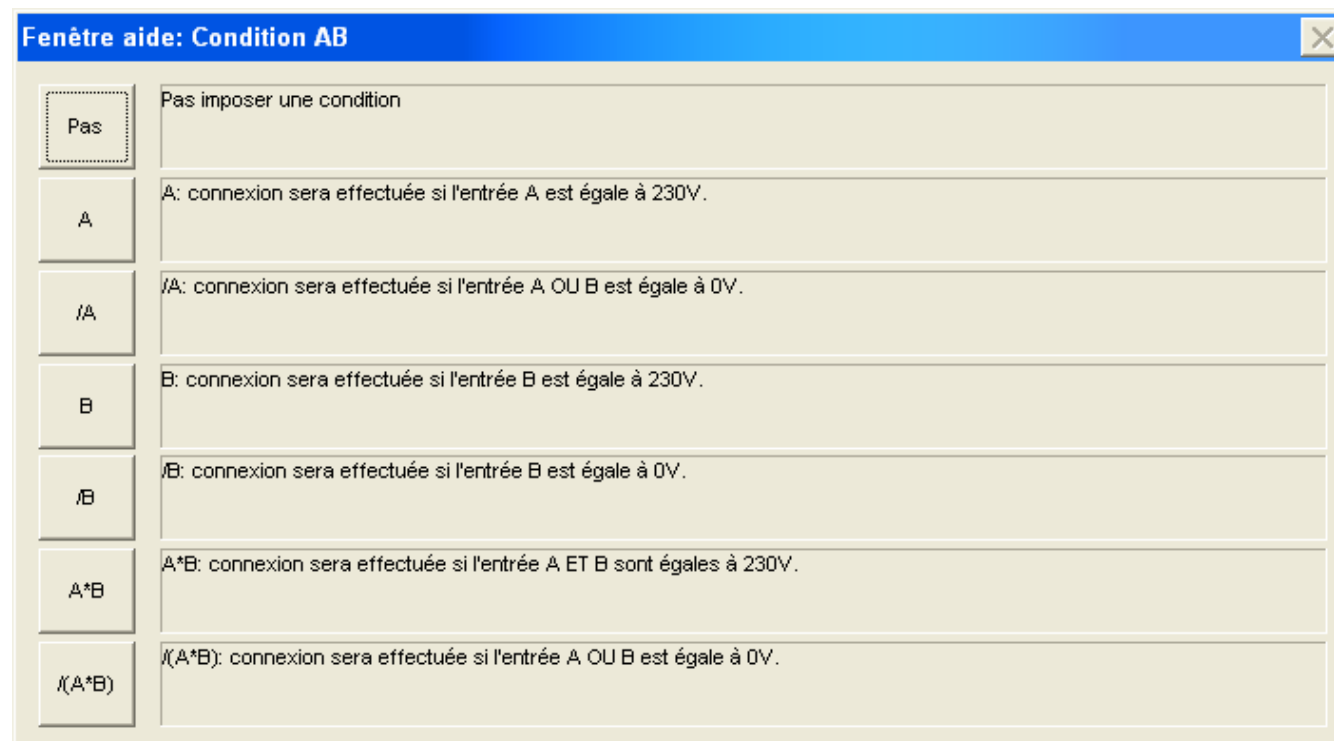 Fenêtre aide: Condition AB
Pas
Pas imposer une condition
A
A: connexion sera effectuée si l'entrée A est égale à 230V.
/A
/A: connexion sera effectuée si l'entrée A OU B est égale à 0V.
B
B: connexion sera effectuée si l'entrée B est égale à 230V.
/B
/B: connexion sera effectuée si l'entrée B est égale à 0V.
A*B
A*B: connexion sera effectuée si l'entrée A ET B sont égales à 230V.
/(A*B)
/(A*B): connexion sera effectuée si l'entrée A OU B est égale à 0V.